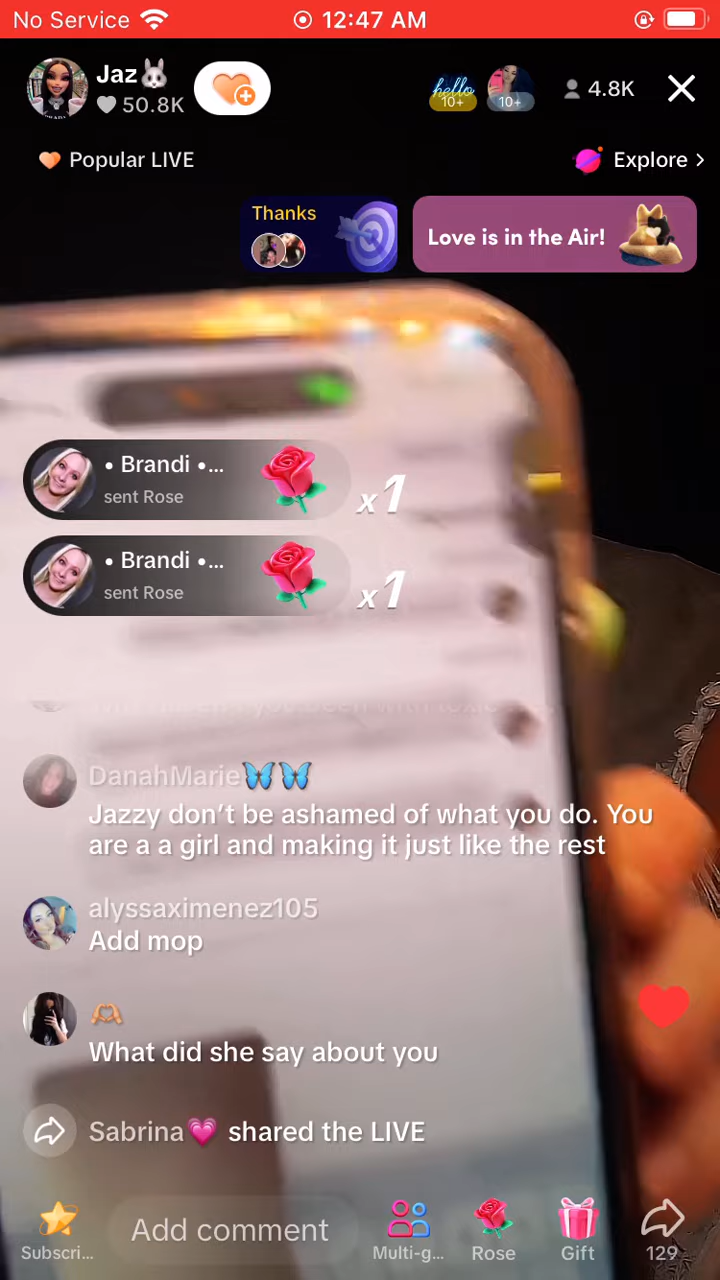 No Service
12:47 AM
Jaz🐰
50.8K
hello
10+
10+
4.8K
Popular LIVE
Explore >
Thanks
Love is in the Air!
• Brandi •...
sent Rose
x1
• Brandi •...
sent Rose
x1
DanahMarie🦋🦋
Jazzy don't be ashamed of what you do. You
are a a girl and making it just like the rest
alyssaximenez105
Add mop
🫶🏼
What did she say about you
Sabrina💗 shared the LIVE
Add comment
Subscri...
Multi-g...
Rose
Gift
129